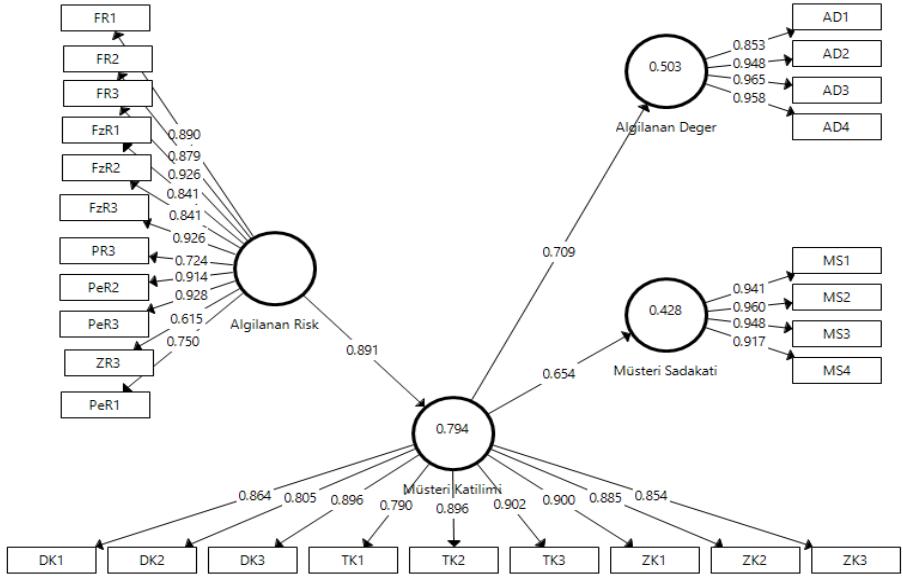 FR1
FR2
FR3
FzR1
FzR2
FzR3
PR3
PeR2
PeR3
ZR3
PeR1
0.890
0.879
0.926
0.841
0.841
0.926
0.724
0.914
0.928
0.615
0.750
Algilanan Risk
0.891
0.503
Algilanan Deger
0.853
0.948
0.965
0.958
AD1
AD2
AD3
AD4
0.709
0.428
Müsteri Sadakati
0.941
0.960
0.948
0.917
MS1
MS2
MS3
MS4
0.654
0.794
Müsteri Katilimi
0.864
0.805
0.896
0.790
0.896
0.902
0.900
0.885
0.854
DK1
DK2
DK3
TK1
TK2
TK3
ZK1
ZK2
ZK3